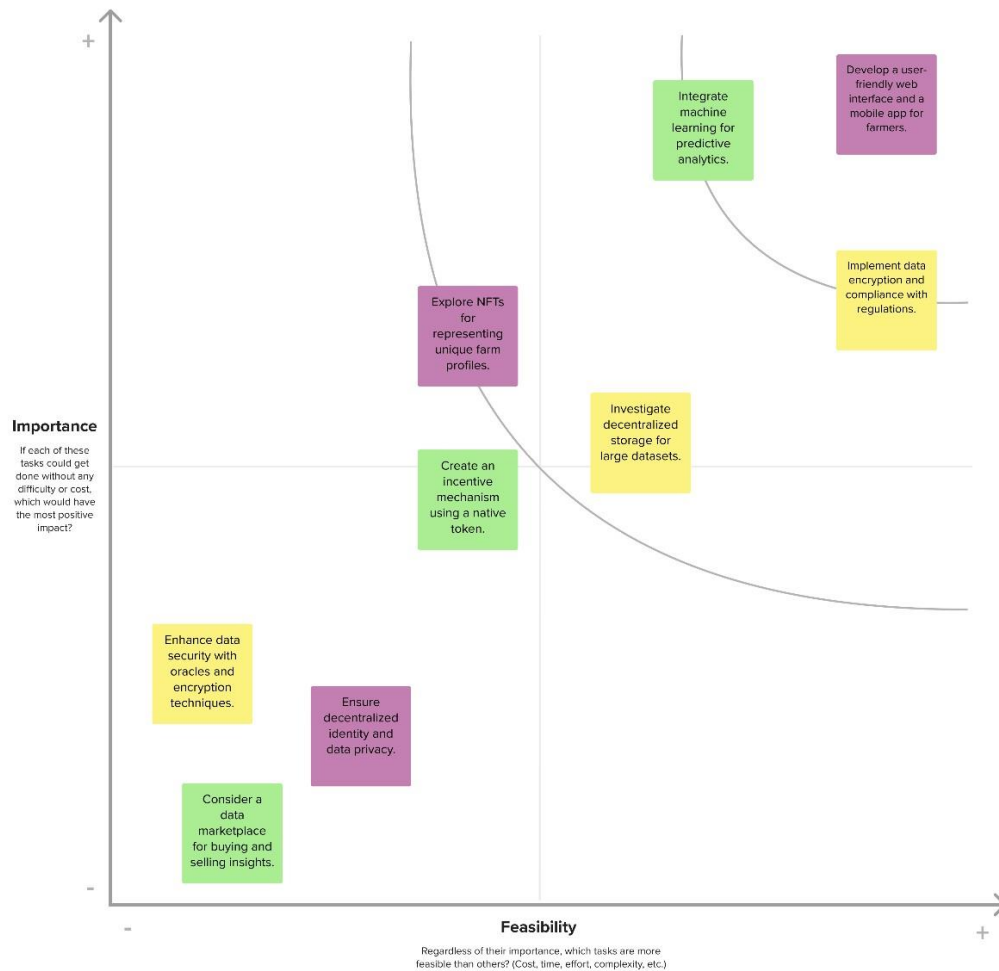 +
Develop a user-
friendly web
interface and a
mobile app for
farmers.
Integrate
machine
learning for
predictive
analytics.
Implement data
encryption and
compliance with
regulations.
Explore NFTs
for
representing
unique farm
profiles.
Investigate
decentralized
storage for
large datasets.
Importance
If each of these
tasks could get
done without any
difficulty or cost,
which would have
the most positive
impact?
Create an
incentive
mechanism
using a native
token.
Enhance data
security with
oracles and
encryption
techniques.
Ensure
decentralized
identity and
data privacy.
Consider a
data
marketplace
for buying and
selling insights.
-
-
Feasibility
+
Regardless of their importance, which tasks are more
feasible than others? (Cost, time, effort, complexity, etc.)